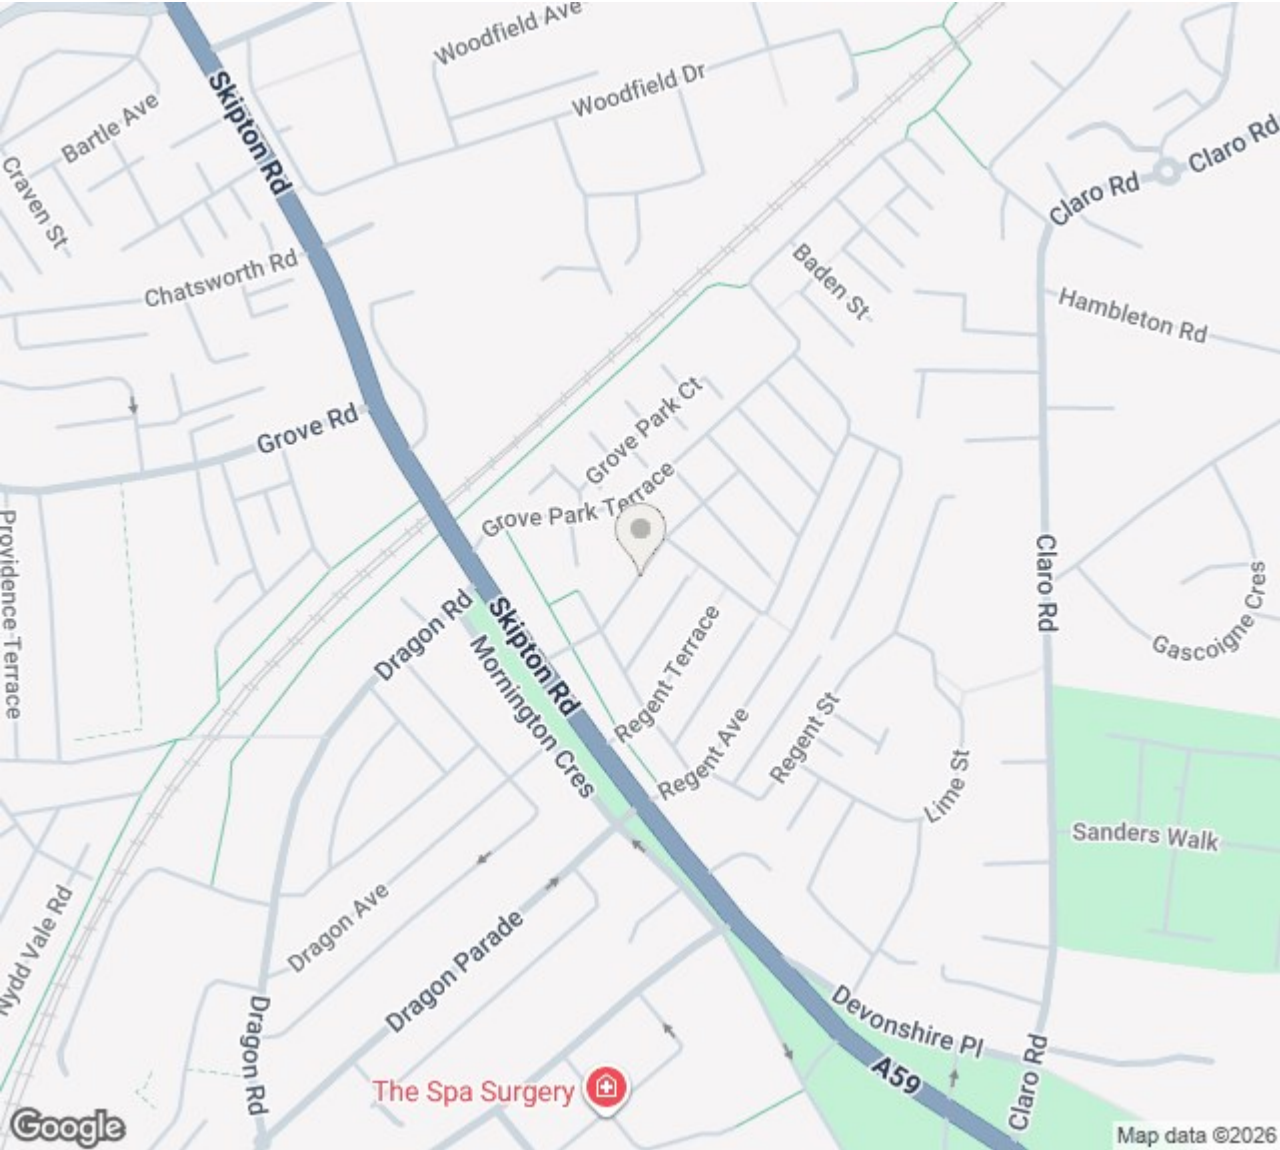 Woodfield Ave
Woodfield Dr
Skipton Rd
Bartle Ave
Craven St
Claro Rd
Claro Rd
Chatsworth Rd
Baden St
Hambleton Rd
Grove Park Ct
Grove Rd
Grove Park Terrace
Providence Terrace
Claro Rd
Gascoigne Cres
Dragon Rd
Skipton Rd
Mornington Cres
Regent Terrace
Regent Ave
Regent St
Lime St
Sanders Walk
Nydd Vale Rd
Dragon Ave
Dragon Parade
Dragon Rd
Devonshire Pl
A59
Claro Rd
The Spa Surgery
Google
Map data ©2026